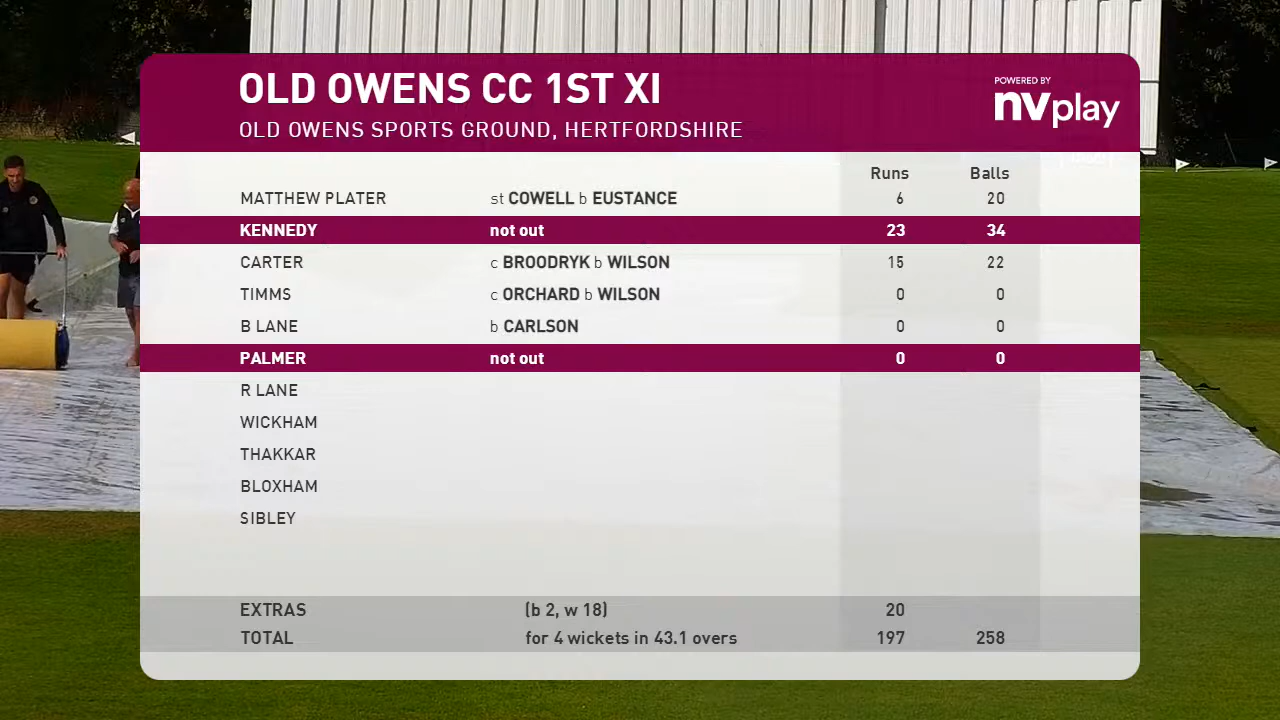 OLD OWENS CC 1ST XI
OLD OWENS SPORTS GROUND, HERTFORDSHIRE
POWERED BY
nvplay
Runs Balls
MATTHEW PLATER st COWELL b EUSTANCE 6 20
KENNEDY not out 23 34
CARTER c BROODRYK b WILSON 15 22
TIMMS c ORCHARD b WILSON 0 0
B LANE b CARLSON 0 0
PALMER not out 0 0
R LANE
WICKHAM
THAKKAR
BLOXHAM
SIBLEY
EXTRAS (b 2, w 18) 20
TOTAL for 4 wickets in 43.1 overs 197 258